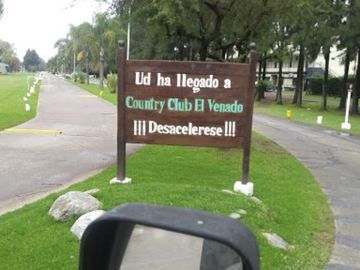 Ud ha llegado a
Country Club El Venado
¡¡¡ Desacelerese !!!